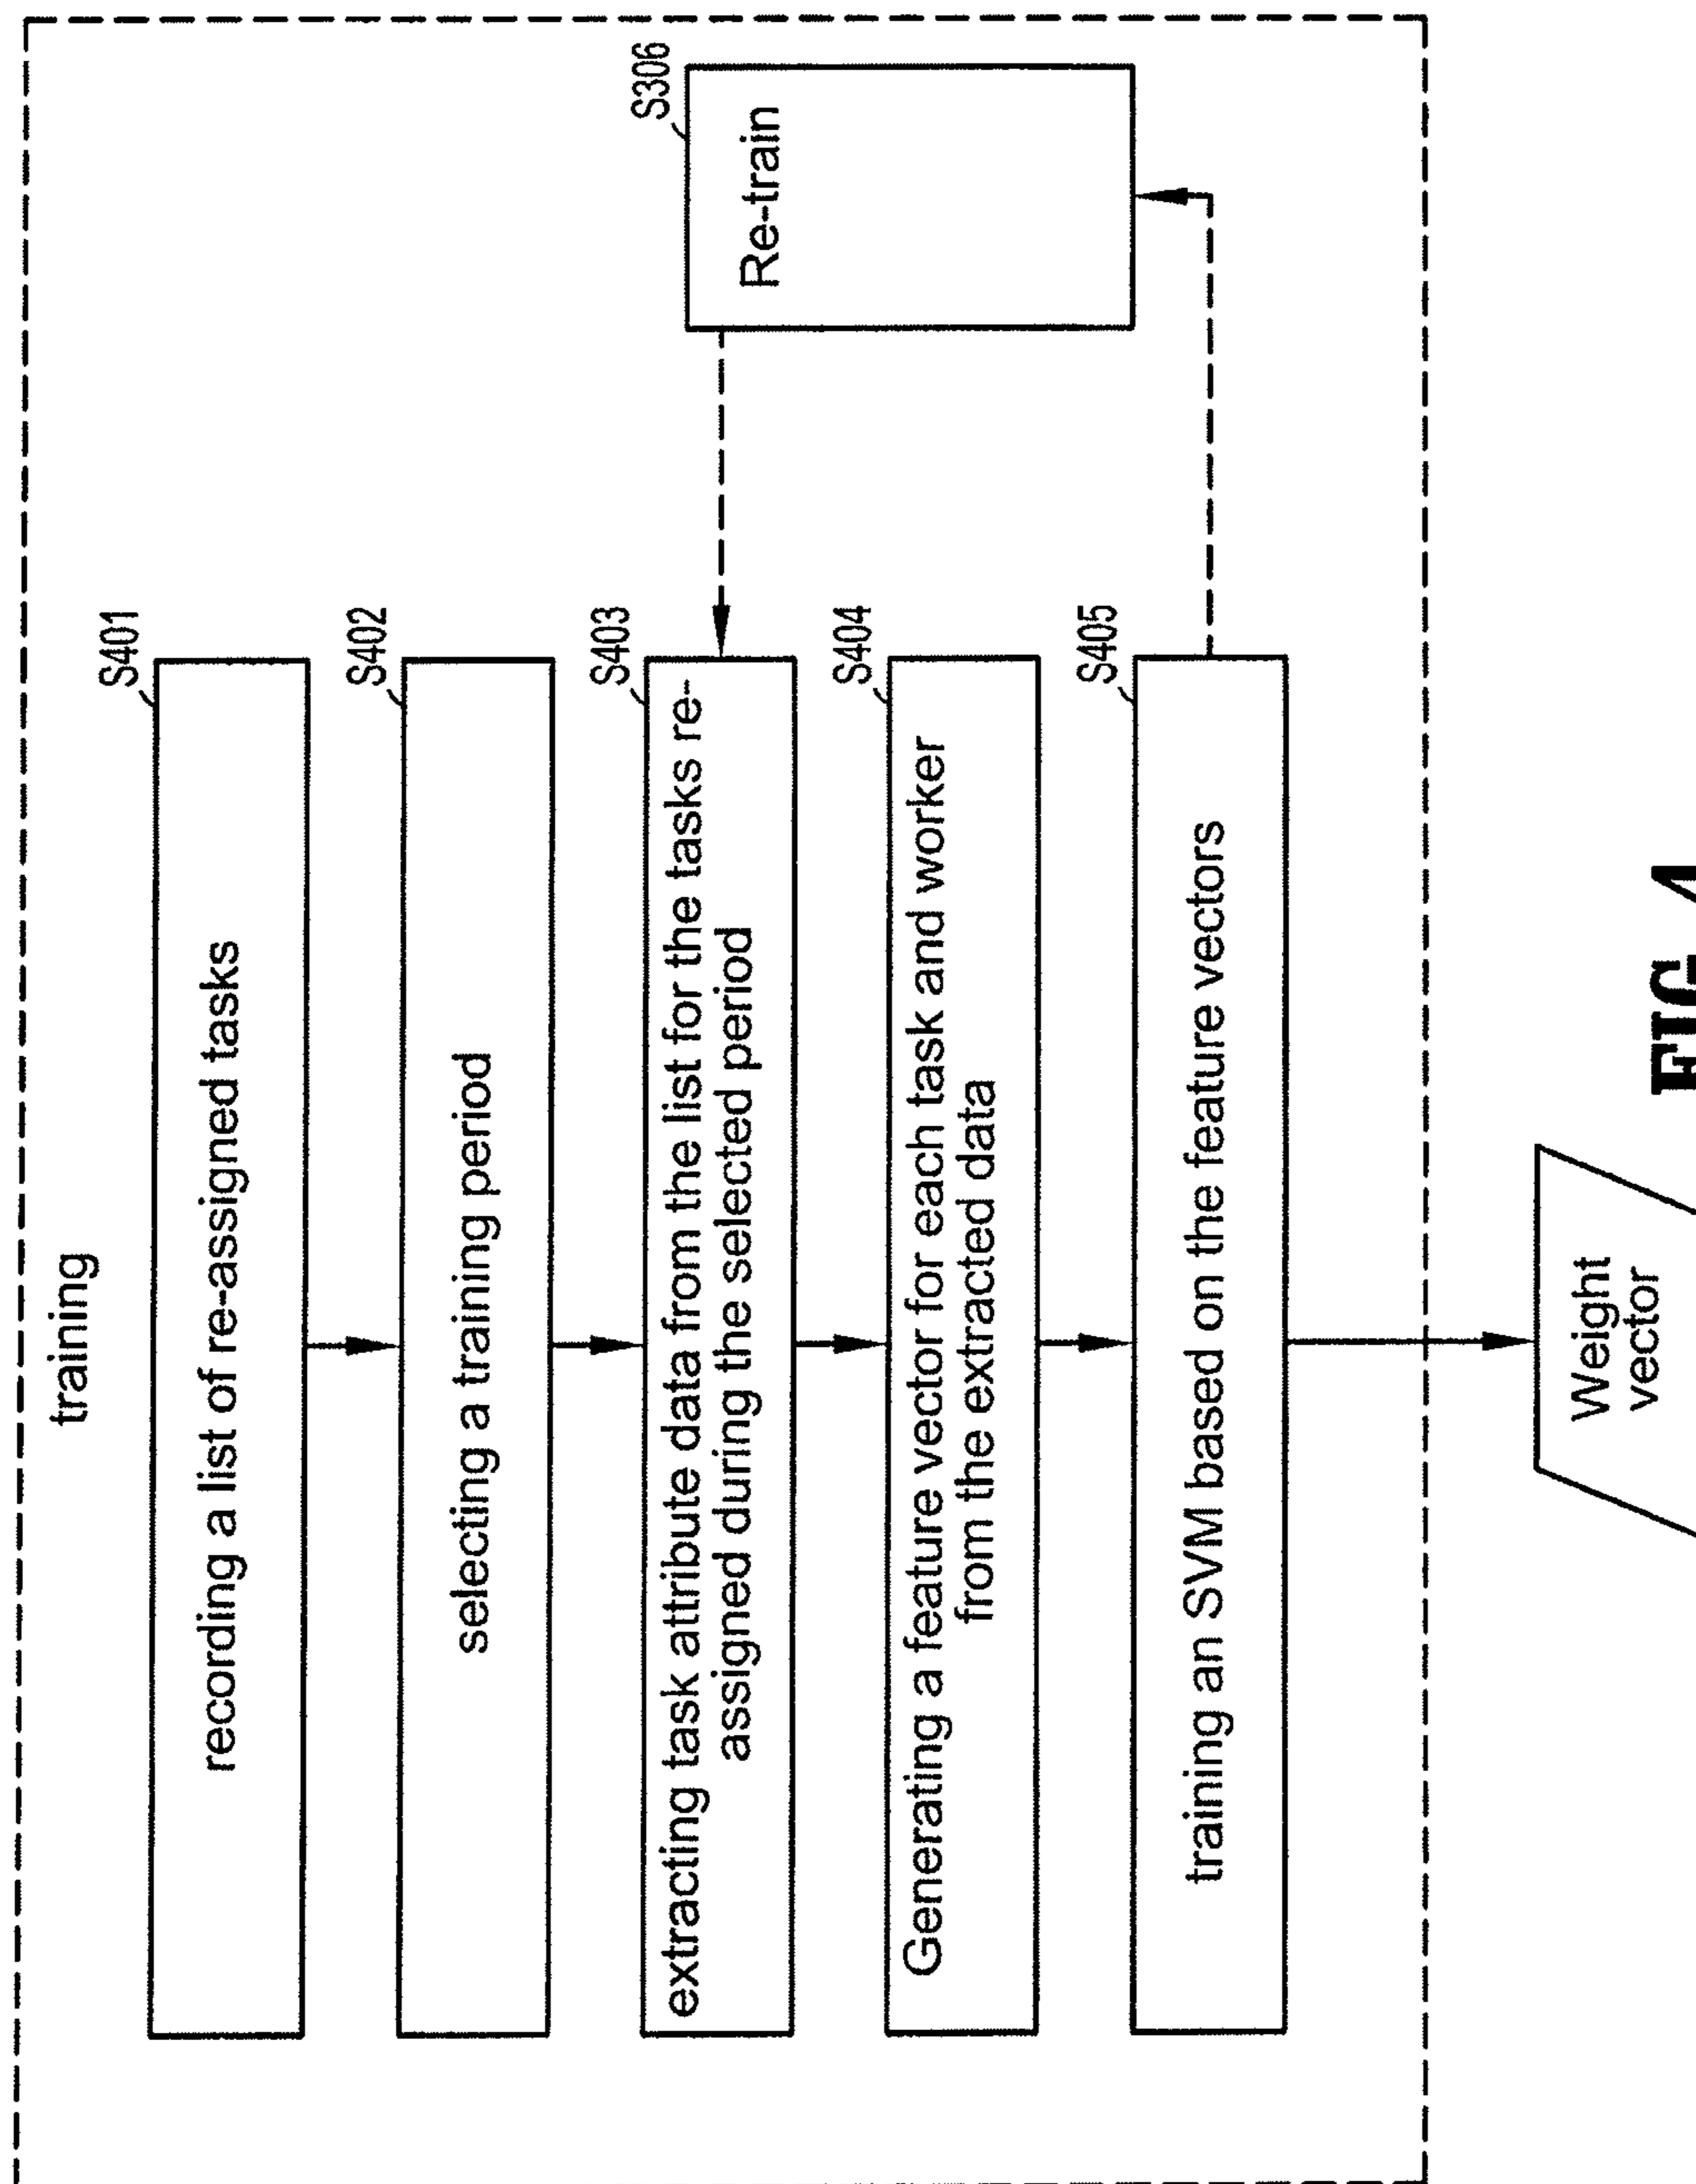 training
S401
recording a list of re-assigned tasks
S402
selecting a training period
S403
extracting task attribute data from the list for the tasks re-
assigned during the selected period
S404
Generating a feature vector for each task and worker
from the extracted data
S405
training an SVM based on the feature vectors
S306
Re-train
Weight
vector
FIG 4